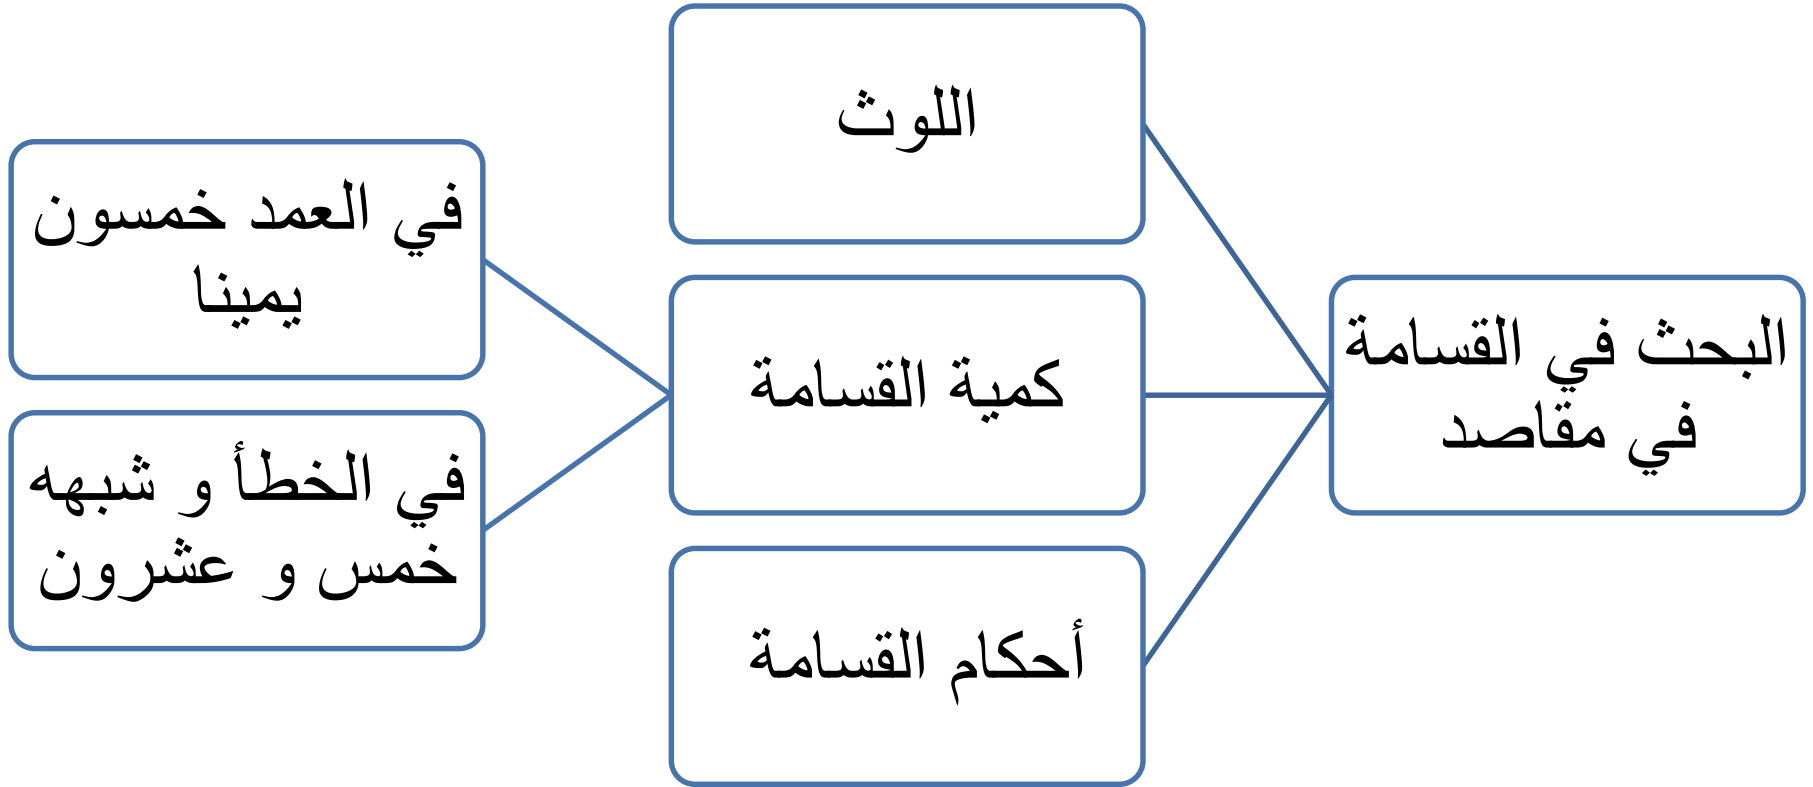 البحث في القسامة
في مقاصد
اللوث
كمية القسامة
في العمد خمسون
يمينا
في الخطأ و شبهه
خمس و عشرون
أحكام القسامة